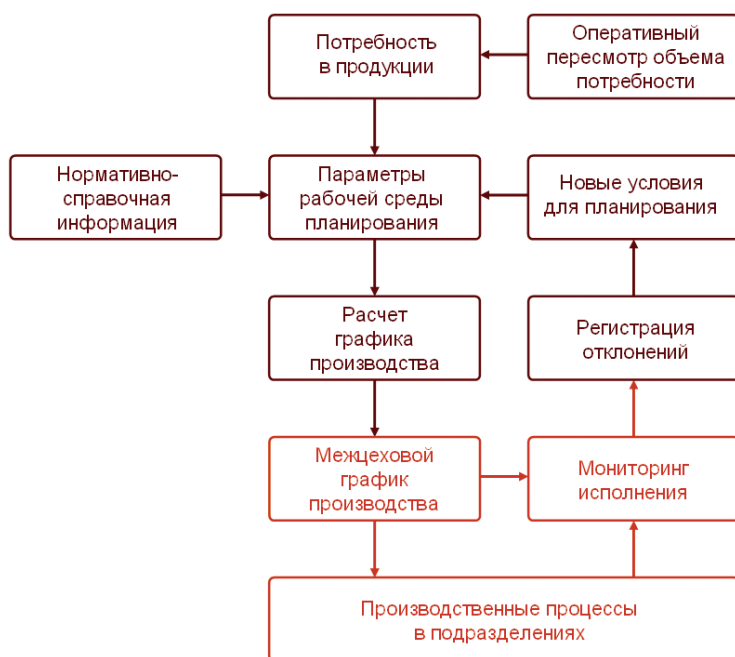 Потребность
в продукции
Оперативный
пересмотр объема
потребности
Нормативно-
справочная
информация
Параметры
рабочей среды
планирования
Новые условия
для планирования
Расчет
графика
производства
Регистрация
отклонений
Межцеховой
график
производства
Мониторинг
исполнения
Производственные процессы
в подразделениях